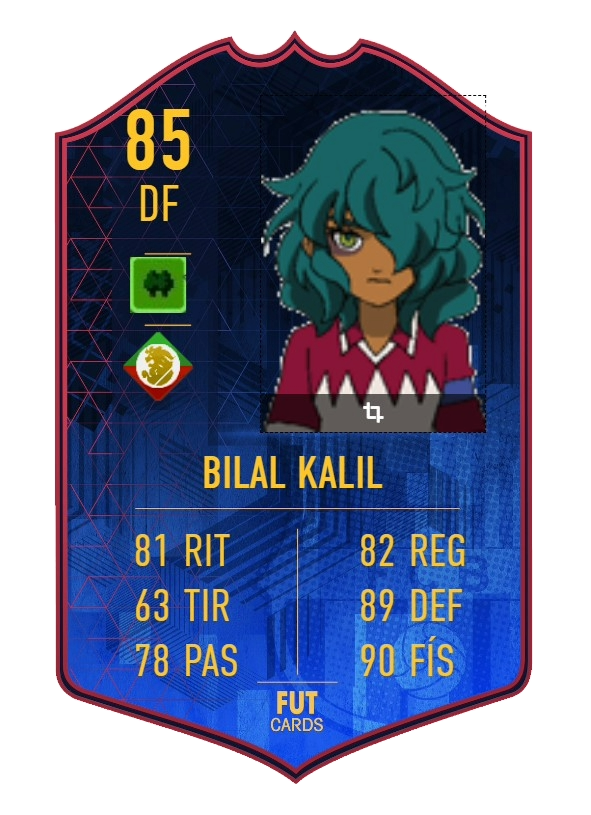 85
DF
BILAL KALIL
81 RIT
63 TIR
78 PAS
82 REG
89 DEF
90 FÍS
FUT
CARDS